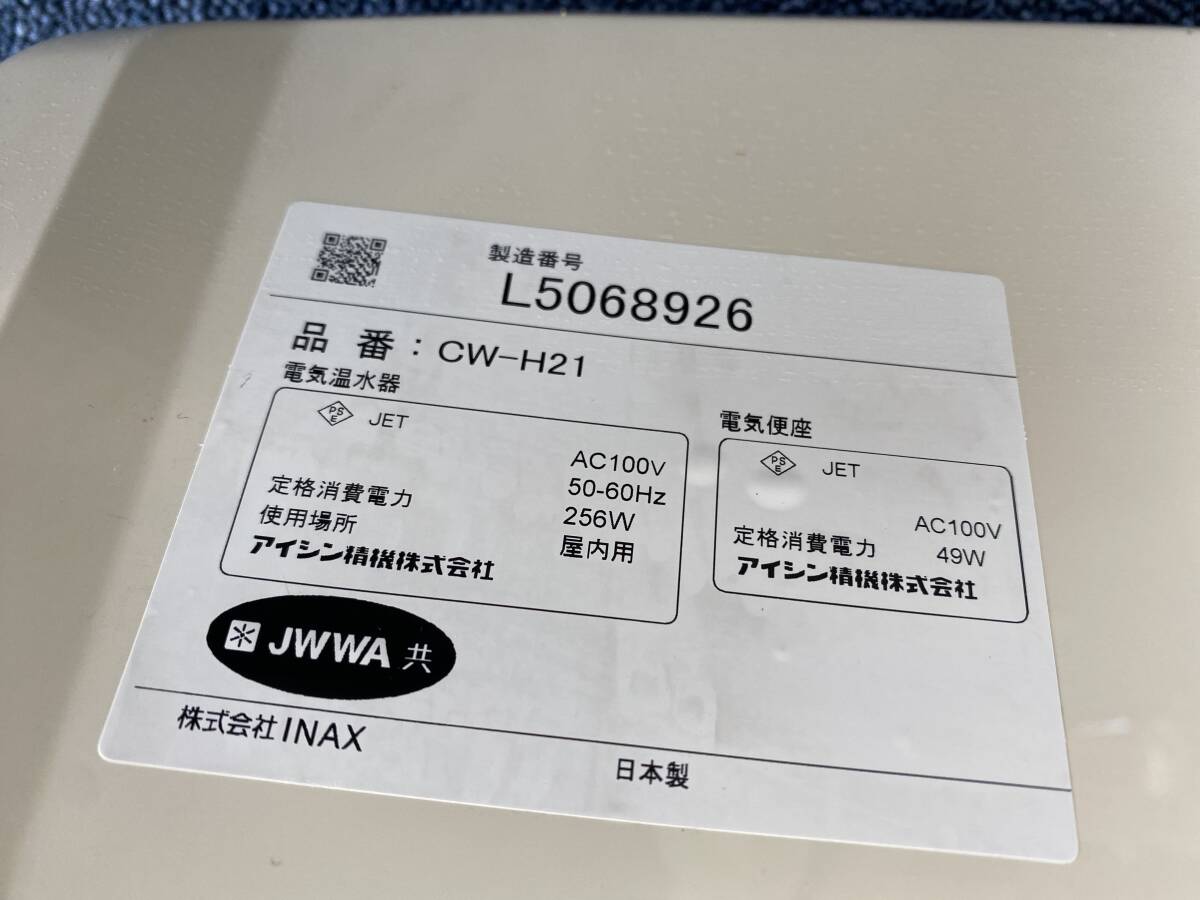 製造番号
L5068926
品 番 : CW-H21
電気温水器
PS
E JET
AC100V
50-60Hz
定格消費電力 256W
使用場所 屋内用
アイシン精機株式会社
電気便座
PS
E JET
AC100V
定格消費電力 49W
アイシン精機株式会社
JWWA 共
株式会社INAX
日本製